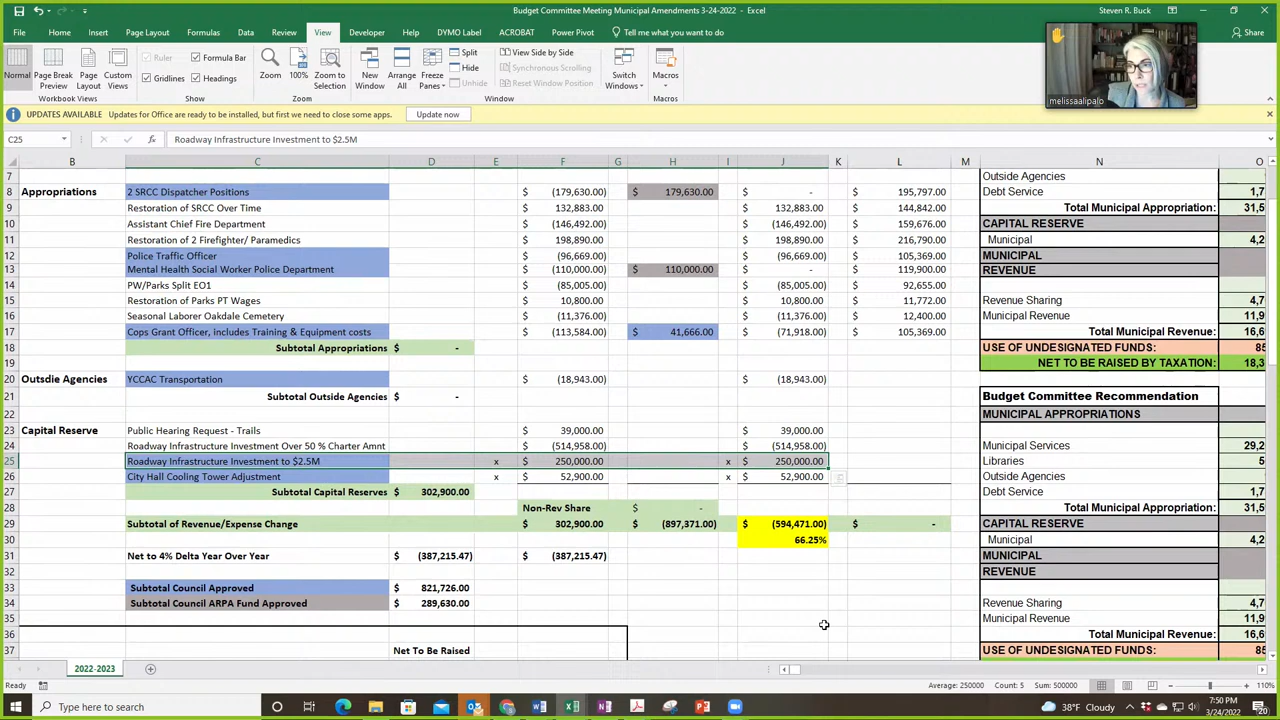 Budget Committee Meeting Municipal Amendments 3-24-2022 - Excel
Steven R. Buck
File Home Insert Page Layout Formulas Data Review View Developer Help DYMO Label ACROBAT Power Pivot Tell me what you want to do
Share
melissaalipalo
Normal Page Break Preview Page Layout Custom Views
Workbook Views
Ruler Formula Bar
Gridlines Headings
Show
Zoom 100% Zoom to Selection
Zoom
New Window Arrange All Freeze Panes
Split
Hide
Unhide
View Side by Side
Synchronous Scrolling
Reset Window Position
Switch Windows
Window
Macros
Macros
UPDATES AVAILABLE Updates for Office are ready to be installed, but first we need to close some apps. Update now
C25 fx Roadway Infrastructure Investment to $2.5M
B C D E F G H I J K L M N O
7 Outside Agencies
8 Appropriations 2 SRCC Dispatcher Positions $ (179,630.00) $ 179,630.00 $ - $ 195,797.00 Debt Service 1,7
9 Restoration of SRCC Over Time $ 132,883.00 $ 132,883.00 $ 144,842.00 Total Municipal Appropriation: 31,5
10 Assistant Chief Fire Department $ (146,492.00) $ (146,492.00) $ 159,676.00 CAPITAL RESERVE
11 Restoration of 2 Firefighter/ Paramedics $ 198,890.00 $ 198,890.00 $ 216,790.00 Municipal 4,2
12 Police Traffic Officer $ (96,669.00) $ (96,669.00) $ 105,369.00 MUNICIPAL
13 Mental Health Social Worker Police Department $ (110,000.00) $ 110,000.00 $ - $ 119,900.00 REVENUE
14 PW/Parks Split EO1 $ (85,005.00) $ (85,005.00) $ 92,655.00
15 Restoration of Parks PT Wages $ 10,800.00 $ 10,800.00 $ 11,772.00 Revenue Sharing 4,7
16 Seasonal Laborer Oakdale Cemetery $ (11,376.00) $ (11,376.00) $ 12,400.00 Municipal Revenue 11,9
17 Cops Grant Officer, includes Training & Equipment costs $ (113,584.00) $ 41,666.00 $ (71,918.00) $ 105,369.00 Total Municipal Revenue: 16,6
18 Subtotal Appropriations $ - USE OF UNDESIGNATED FUNDS: 85
19 NET TO BE RAISED BY TAXATION: 18,3
20 Outsdie Agencies YCCAC Transportation $ (18,943.00) $ (18,943.00)
21 Subtotal Outside Agencies $ - Budget Committee Recommendation
22 MUNICIPAL APPROPRIATIONS
23 Capital Reserve Public Hearing Request - Trails $ 39,000.00 $ 39,000.00
24 Roadway Infrastructure Investment Over 50 % Charter Amnt $ (514,958.00) $ (514,958.00) Municipal Services 29,2
25 Roadway Infrastructure Investment to $2.5M x $ 250,000.00 x $ 250,000.00 Libraries 5
26 City Hall Cooling Tower Adjustment x $ 52,900.00 x $ 52,900.00 Outside Agencies
27 Subtotal Capital Reserves $ 302,900.00 Debt Service 1,7
28 Non-Rev Share $ - Total Municipal Appropriation: 31,5
29 Subtotal of Revenue/Expense Change $ 302,900.00 $ (897,371.00) $ (594,471.00) $ - CAPITAL RESERVE
30 66.25% Municipal 4,2
31 Net to 4% Delta Year Over Year $ (387,215.47) $ (387,215.47) MUNICIPAL
32 REVENUE
33 Subtotal Council Approved $ 821,726.00
34 Subtotal Council ARPA Fund Approved $ 289,630.00 Revenue Sharing 4,7
35 Municipal Revenue 11,9
36 Total Municipal Revenue: 16,6
37 Net To Be Raised USE OF UNDESIGNATED FUNDS: 85
2022-2023
Ready Average: 250000 Count: 5 Sum: 500000 110%
Type here to search
38°F Cloudy
7:50 PM
3/24/2022
20